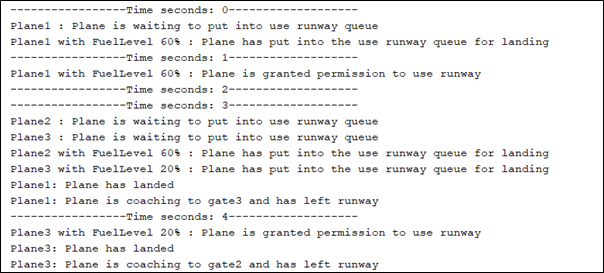 -----------------Time seconds: 0-------------------
Plane1 : Plane is waiting to put into use runway queue
Plane1 with FuelLevel 60% : Plane has put into the use runway queue for landing
-----------------Time seconds: 1-------------------
Plane1 with FuelLevel 60% : Plane is granted permission to use runway
-----------------Time seconds: 2-------------------
-----------------Time seconds: 3-------------------
Plane2 : Plane is waiting to put into use runway queue
Plane3 : Plane is waiting to put into use runway queue
Plane2 with FuelLevel 60% : Plane has put into the use runway queue for landing
Plane3 with FuelLevel 20% : Plane has put into the use runway queue for landing
Plane1: Plane has landed
Plane1: Plane is coaching to gate3 and has left runway
-----------------Time seconds: 4-------------------
Plane3 with FuelLevel 20% : Plane is granted permission to use runway
Plane3: Plane has landed
Plane3: Plane is coaching to gate2 and has left runway